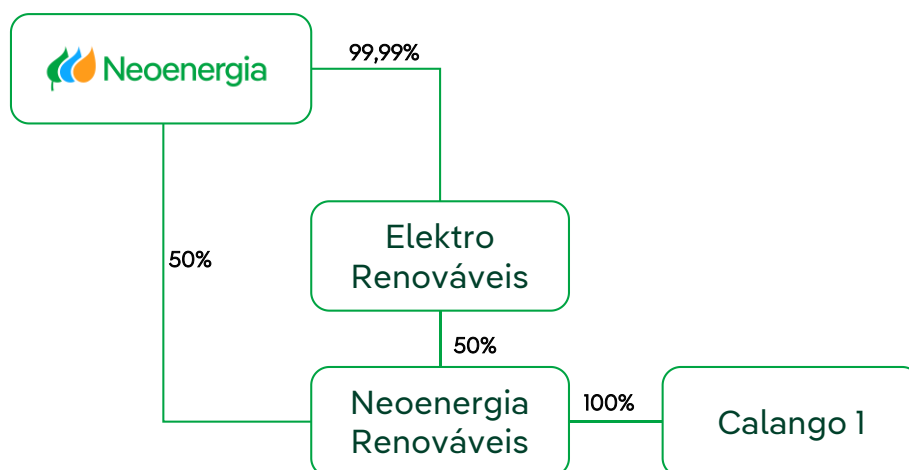 Neoenergia
99,99%
Elektro
Renováveis
50%
50%
Neoenergia
Renováveis
100%
Calango 1